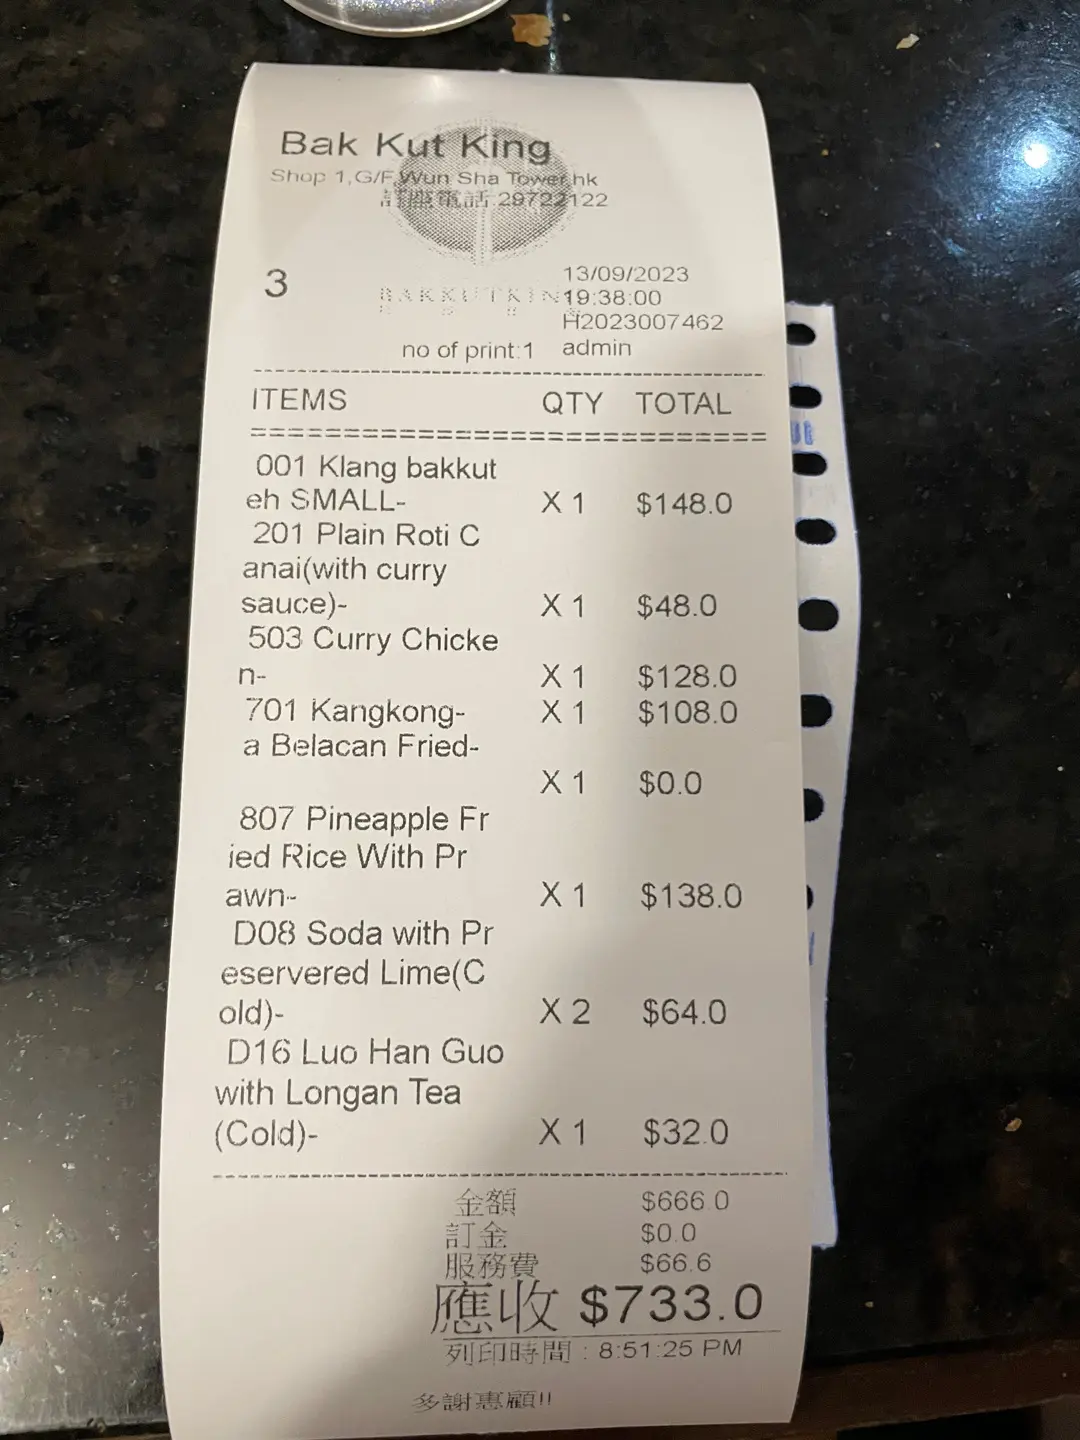 Bak Kut King
Shop 1,G/F,Wun Sha Tower,hk
訂座電話:29722122
3
13/09/2023
BAKKUTKIN
19:38:00
H2023007462
no of print:1 admin
ITEMS QTY TOTAL
001 Klang bakkut
eh SMALL- X 1 $148.0
201 Plain Roti C
anai(with curry
sauce)- X 1 $48.0
503 Curry Chicke
n- X 1 $128.0
701 Kangkong- X 1 $108.0
a Belacan Fried-
X 1 $0.0
807 Pineapple Fr
ied Rice With Pr
awn- X 1 $138.0
D08 Soda with Pr
eservered Lime(C
old)- X 2 $64.0
D16 Luo Han Guo
with Longan Tea
(Cold)- X 1 $32.0
金額 $666.0
訂金 $0.0
服務費 $66.6
應收 $733.0
列印時間 : 8:51:25 PM
多謝惠顧!!